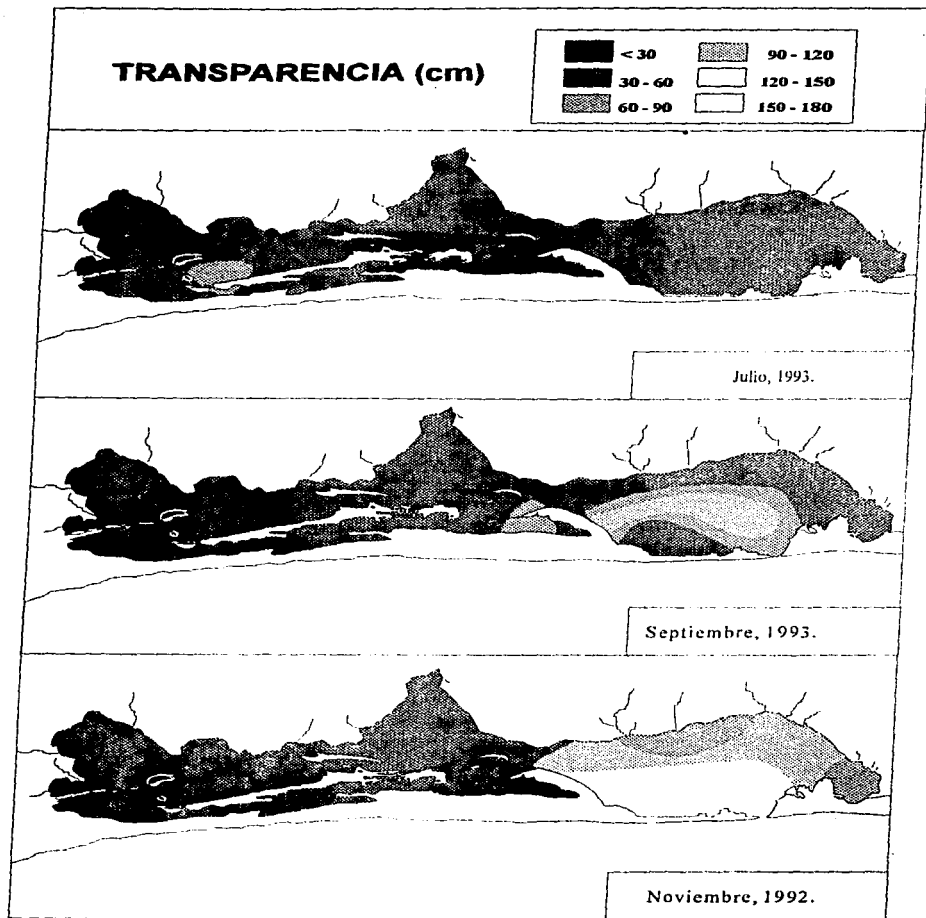 TRANSPARENCIA (cm)
< 30
30 - 60
60 - 90
90 - 120
120 - 150
150 - 180
Julio, 1993.
Septiembre, 1993.
Noviembre, 1992.